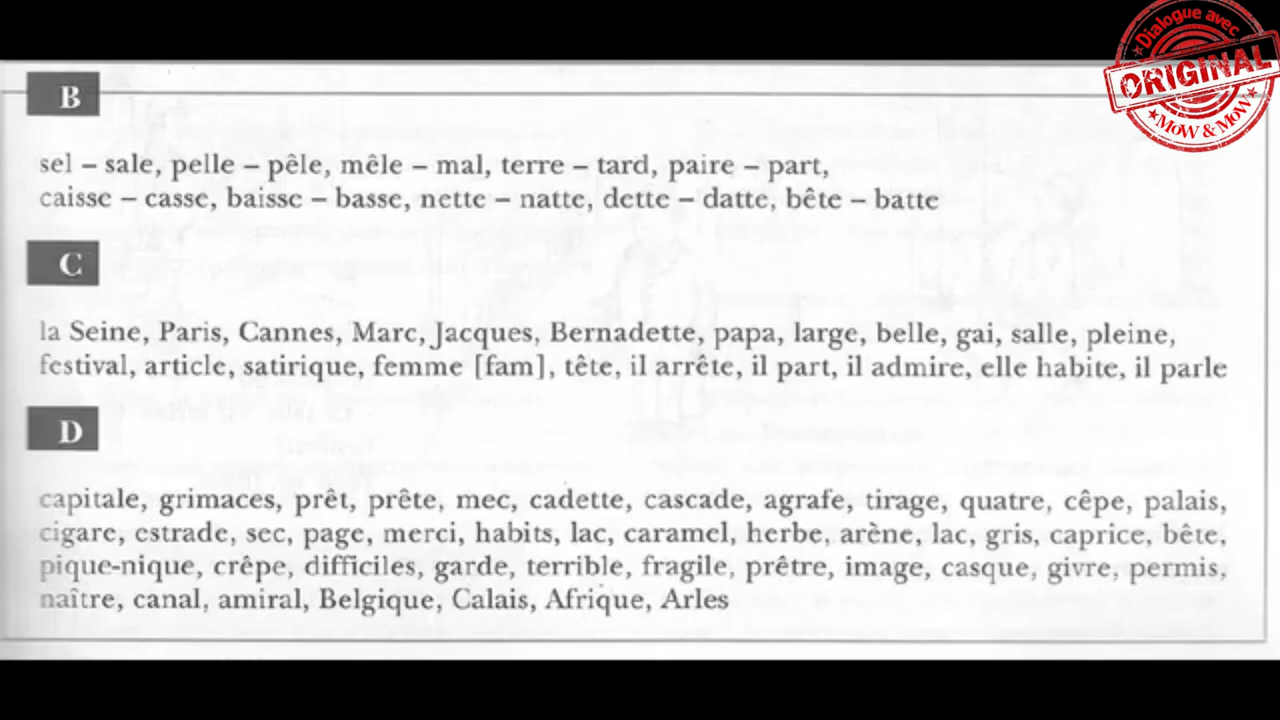 Dialogue avec
ORIGINAL
MoW & MoW
B
sel – sale, pelle – pêle, mêle – mal, terre – tard, paire – part,
caisse – casse, baisse – basse, nette – natte, dette – datte, bête – batte
C
la Seine, Paris, Cannes, Marc, Jacques, Bernadette, papa, large, belle, gai, salle, pleine,
festival, article, satirique, femme [fam], tête, il arrête, il part, il admire, elle habite, il parle
D
capitale, grimaces, prêt, prête, mec, cadette, cascade, agrafe, tirage, quatre, cêpe, palais,
cigare, estrade, sec, page, merci, habits, lac, caramel, herbe, arène, lac, gris, caprice, bête,
pique-nique, crêpe, difficiles, garde, terrible, fragile, prêtre, image, casque, givre, permis,
naître, canal, amiral, Belgique, Calais, Afrique, Arles